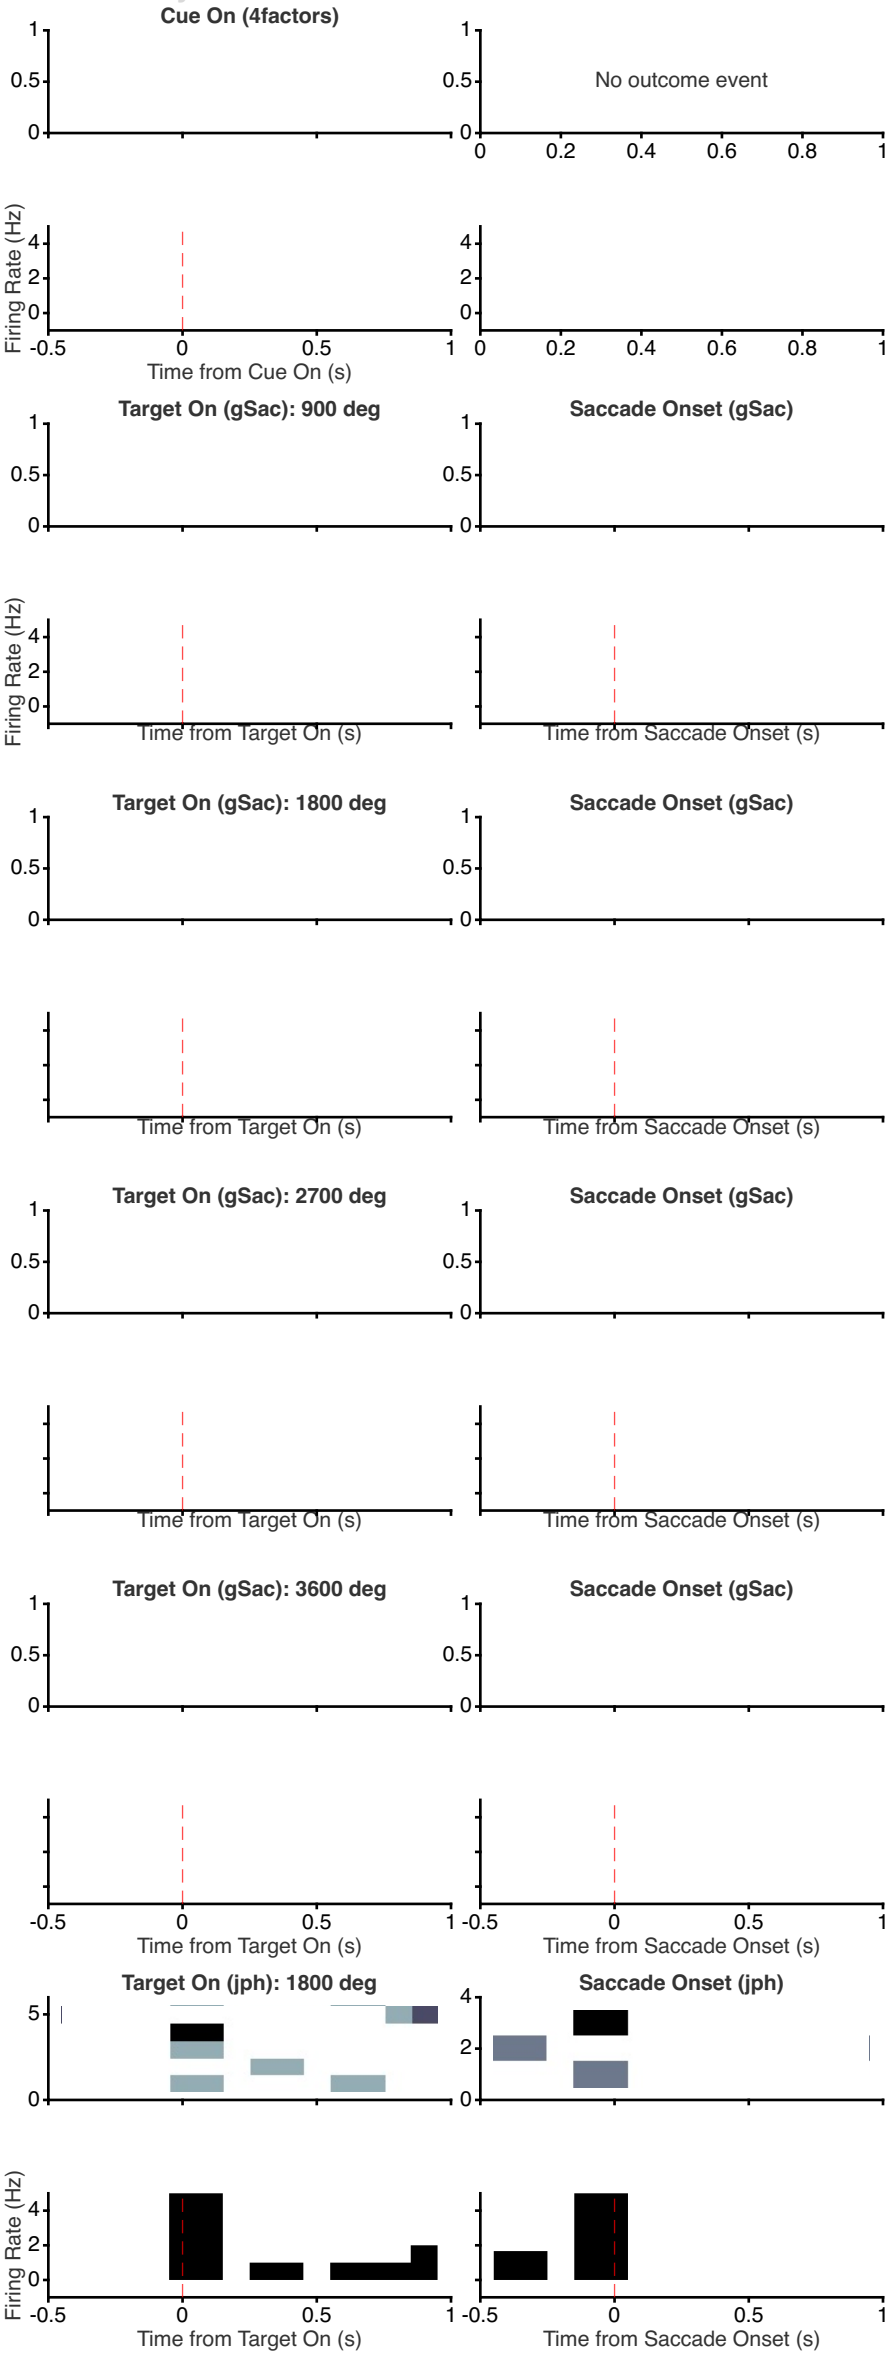 Cue On (4factors)
1
0.5
0
1
0.5
0
No outcome event
0 0.2 0.4 0.6 0.8 1
Firing Rate (Hz)
4
2
0
-0.5 0 0.5 1
Time from Cue On (s)
4
2
0
0 0.2 0.4 0.6 0.8 1
Target On (gSac): 900 deg
1
0.5
0
Saccade Onset (gSac)
1
0.5
0
Firing Rate (Hz)
4
2
0
Time from Target On (s)
Time from Saccade Onset (s)
Target On (gSac): 1800 deg
1
0.5
0
Saccade Onset (gSac)
1
0.5
0
Time from Target On (s)
Time from Saccade Onset (s)
Target On (gSac): 2700 deg
1
0.5
0
Saccade Onset (gSac)
1
0.5
0
Time from Target On (s)
Time from Saccade Onset (s)
Target On (gSac): 3600 deg
1
0.5
0
Saccade Onset (gSac)
1
0.5
0
-0.5 0 0.5 1
Time from Target On (s)
-0.5 0 0.5 1
Time from Saccade Onset (s)
Target On (jph): 1800 deg
5
0
Saccade Onset (jph)
4
2
0
Firing Rate (Hz)
4
2
0
-0.5 0 0.5 1
Time from Target On (s)
-0.5 0 0.5 1
Time from Saccade Onset (s)